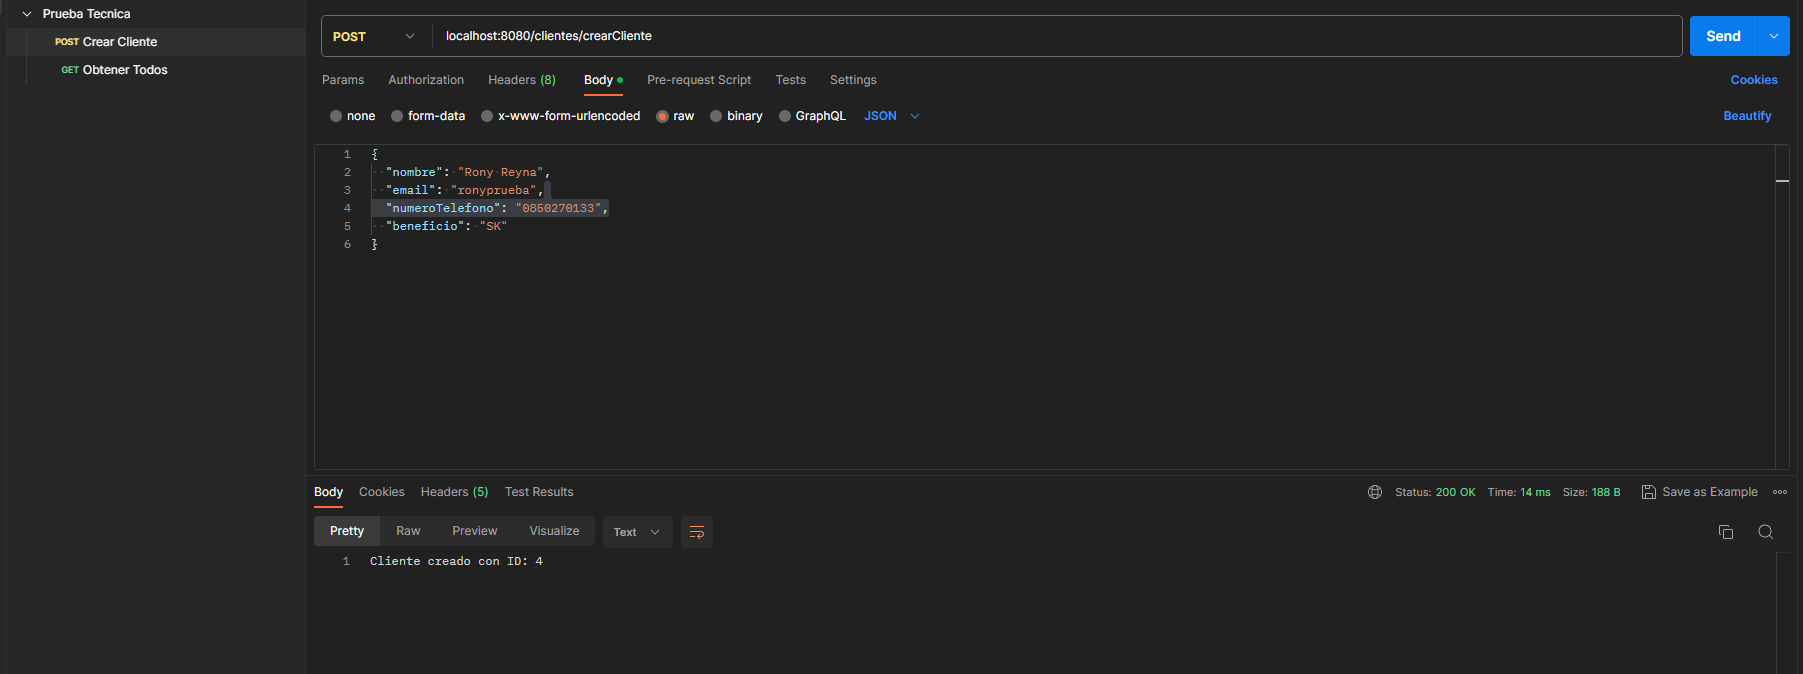 Prueba Tecnica
POST Crear Cliente
GET Obtener Todos
POST localhost:8080/clientes/crearCliente Send
Params Authorization Headers (8) Body Pre-request Script Tests Settings Cookies
none form-data x-www-form-urlencoded raw binary GraphQL JSON Beautify
1 {
2 "nombre": "Rony Reyna",
3 "email": "ronyprueba",
4 "numeroTelefono": "0850270133",
5 "beneficio": "SK"
6 }
Body Cookies Headers (5) Test Results Status: 200 OK Time: 14 ms Size: 188 B Save as Example
Pretty Raw Preview Visualize Text
1 Cliente creado con ID: 4